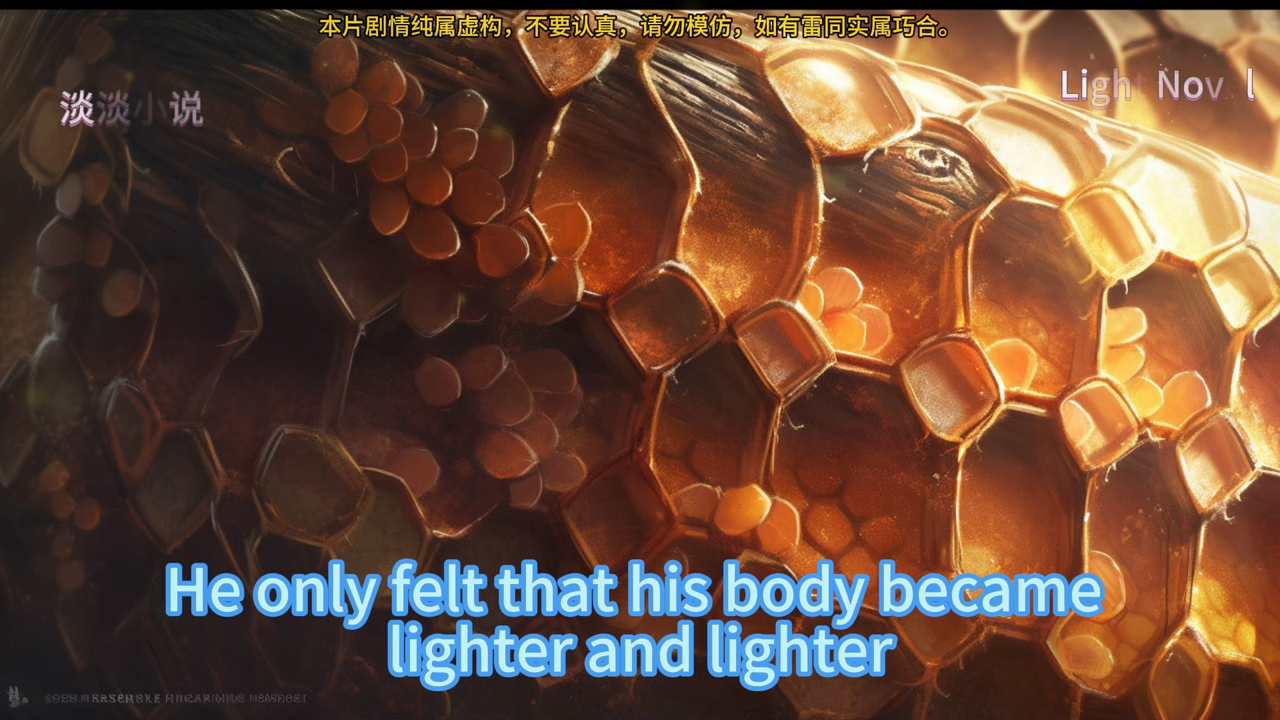 本片剧情纯属虚构，不要认真，请勿模仿，如有雷同实属巧合。
淡淡小说
Light Nov l
He only felt that his body became
lighter and lighter